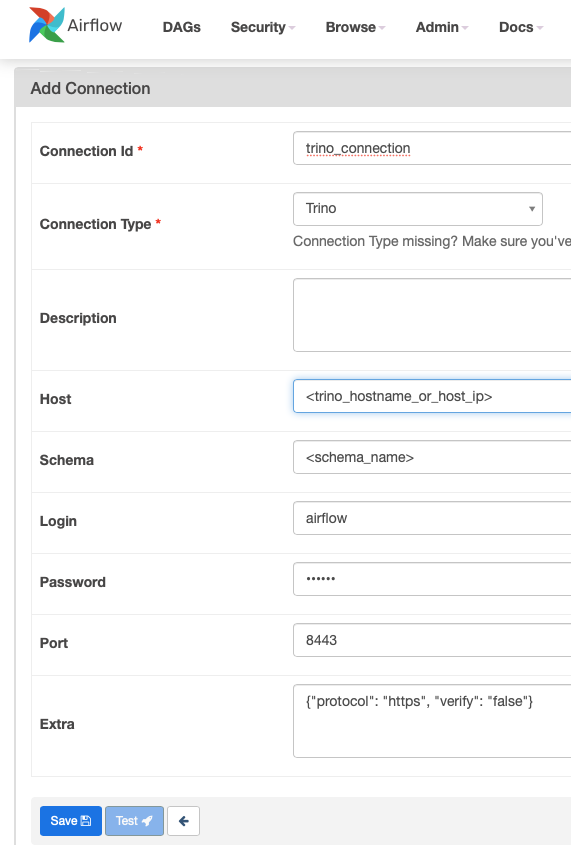 Airflow DAGs Security Browse Admin Docs
Add Connection
Connection Id * trino_connection
Connection Type * Trino
Connection Type missing? Make sure you've
Description
Host <trino_hostname_or_host_ip>
Schema <schema_name>
Login airflow
Password ••••••
Port 8443
Extra {"protocol": "https", "verify": "false"}
Save Test